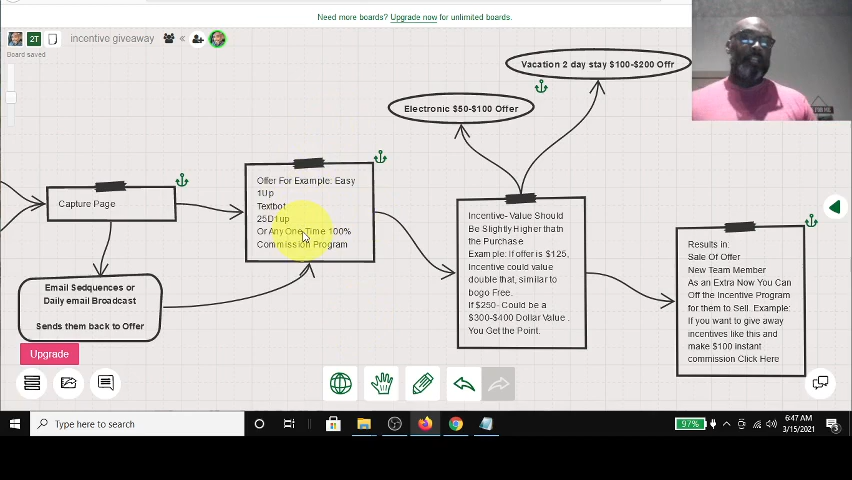 Need more boards? Upgrade now for unlimited boards.
2T
incentive giveaway
Board saved
Vacation 2 day stay $100-$200 Offr
Electronic $50-$100 Offer
Capture Page
Offer For Example: Easy
1Up
Textbot
25D1up
Or Any One Time 100%
Commission Program
Email Sedquences or
Daily email Broadcast
Sends them back to Offer
Incentive- Value Should
Be Slightly Higher thatn
the Purchase
Example: If offer is $125,
Incentive could value
double that, similar to
bogo Free.
If $250- Could be a
$300-$400 Dollar Value .
You Get the Point.
Results in:
Sale Of Offer
New Team Member
As an Extra Now You Can
Off the Incentive Program
for them to Sell. Example:
If you want to give away
incentives like this and
make $100 instant
commission Click Here
Upgrade
Type here to search
97%
6:47 AM
3/15/2021
3